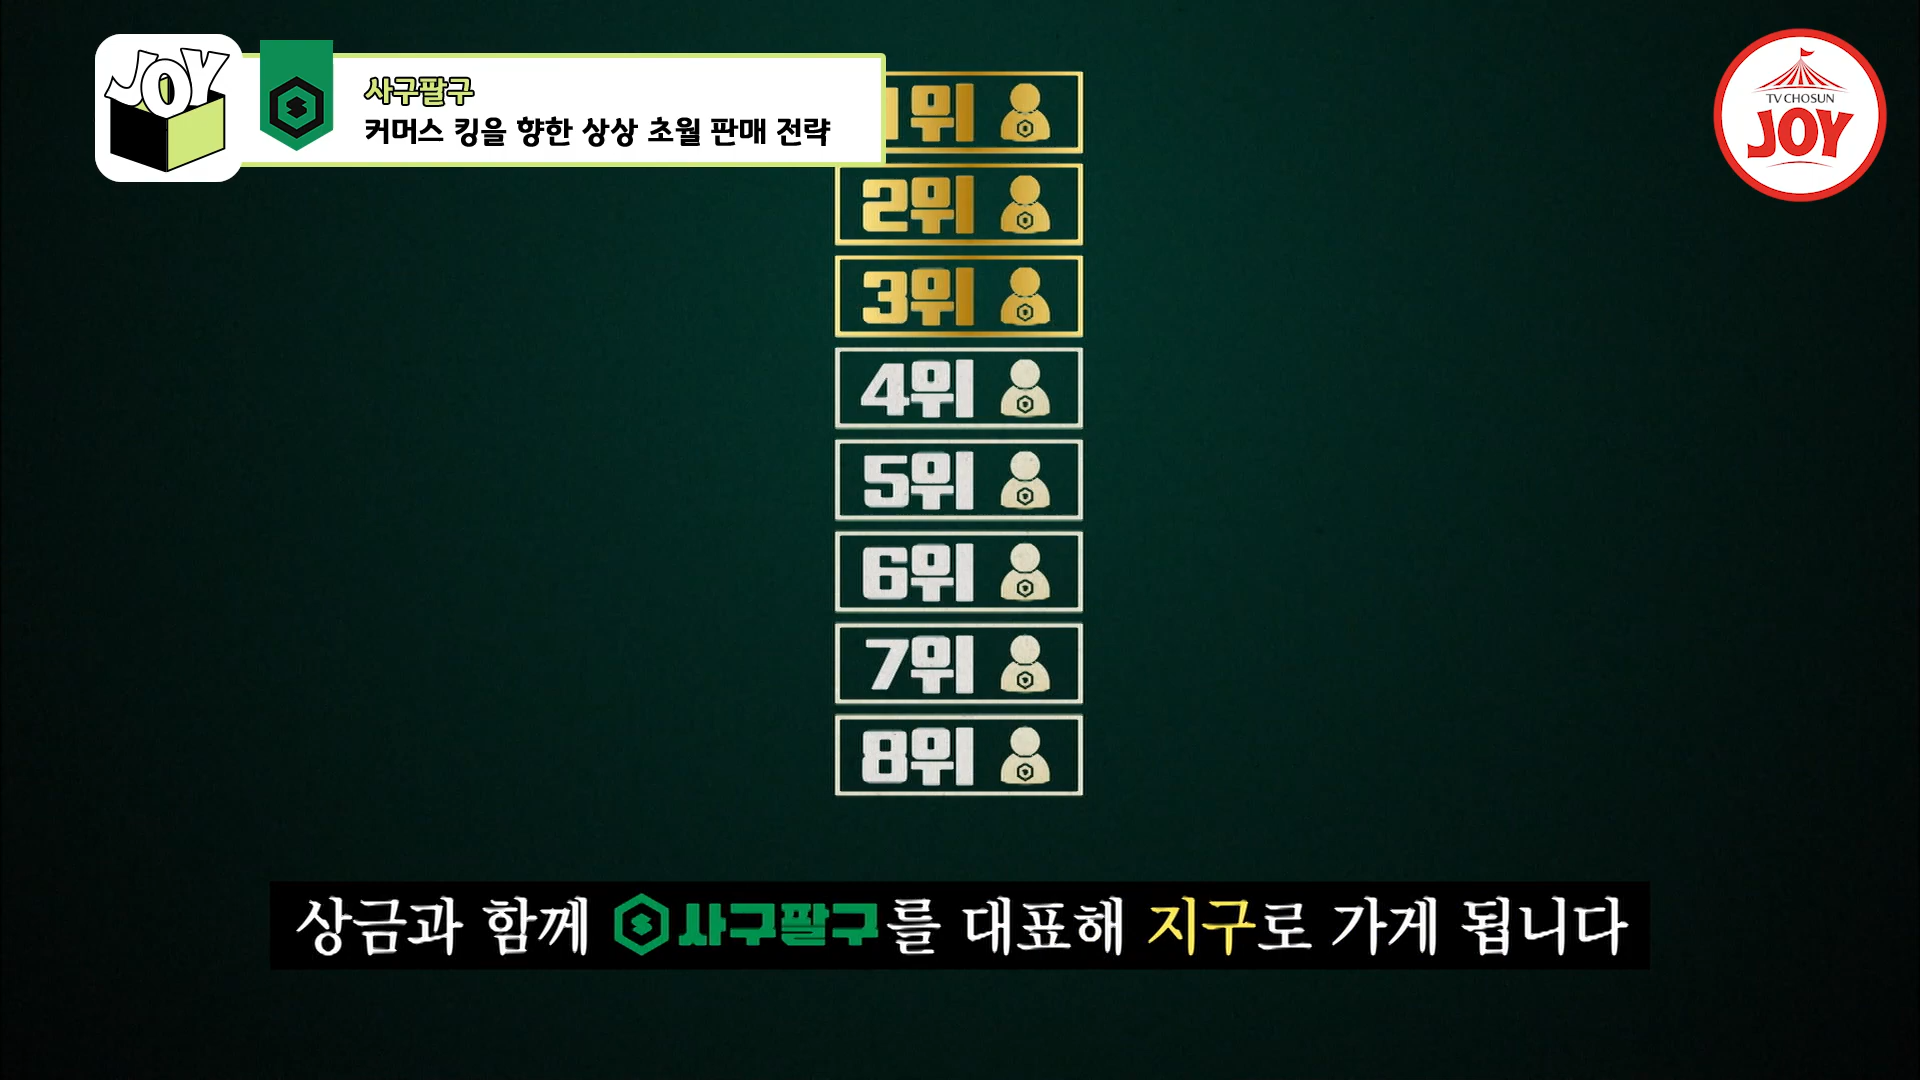 JOY
사구팔구
커머스 킹을 향한 상상 초월 판매 전략
TV CHOSUN
JOY
1위
2위
3위
4위
5위
6위
7위
8위
상금과 함께 사구팔구를 대표해 지구로 가게 됩니다